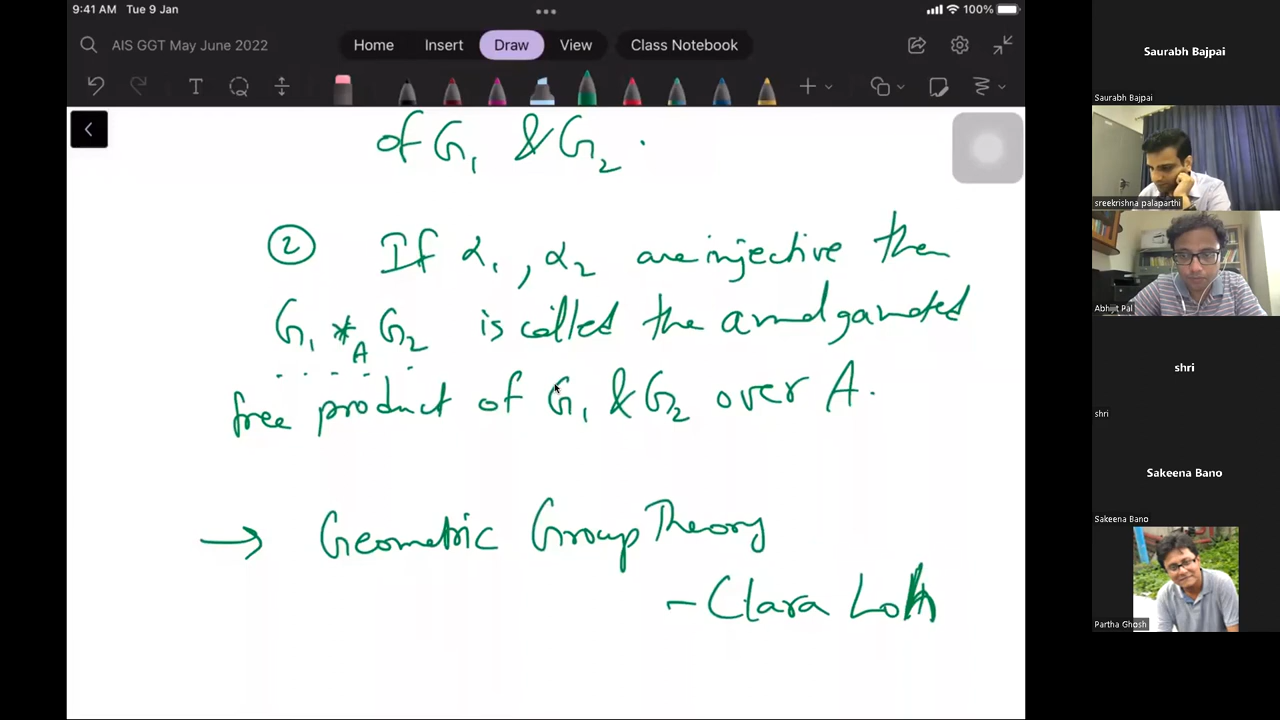 9:41 AM Tue 9 Jan
100%
AIS GGT May June 2022
Home Insert Draw View Class Notebook
T
of G₁ & G₂.
② If α₁, α₂ are injective then
G₁ *_A G₂ is called the amalgamated
free product of G₁ & G₂ over A.
→ Geometric Group Theory
- Clara Loh
Saurabh Bajpai
Saurabh Bajpai
sreekrishna palaparthi
Abhijit Pal
shri
shri
Sakeena Bano
Sakeena Bano
Partha Ghosh